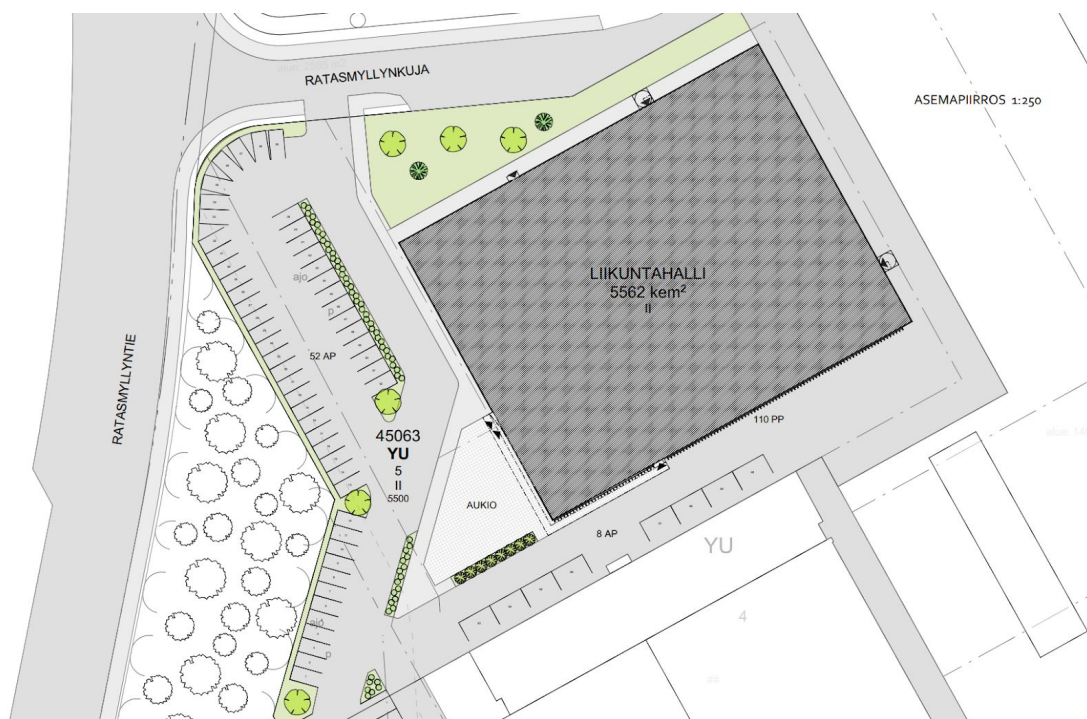 RATASMYLLYNKUJA
ASEMAPIIRROS 1:250
LIIKUNTAHALLI
5562 kem²
II
ajo
p
52 AP
RATASMYLLYNTIE
45063
YU
5
II
5500
110 PP
AUKIO
8 AP
YU
4
ajo
p